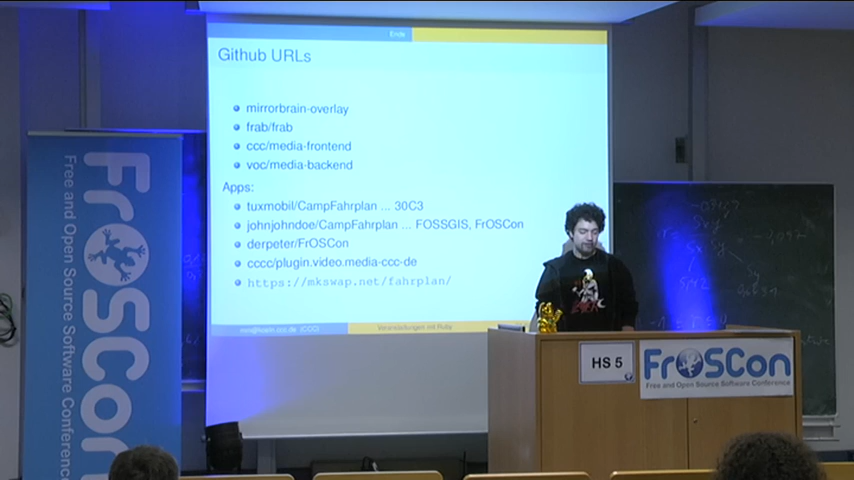 Ende
Github URLs
mirrorbrain-overlay
frab/frab
ccc/media-frontend
voc/media-backend
Apps:
tuxmobil/CampFahrplan ... 30C3
johnjohndoe/CampFahrplan ... FOSSGIS, FrOSCon
derpeter/FrOSCon
cccc/plugin.video.media-ccc-de
https://mkswap.net/fahrplan/
(CCC)
Veranstaltungen mit Ruby
FrOSCon
Free and Open Source Software Conference
HS 5
FrOSCon
Free and Open Source Software Conference